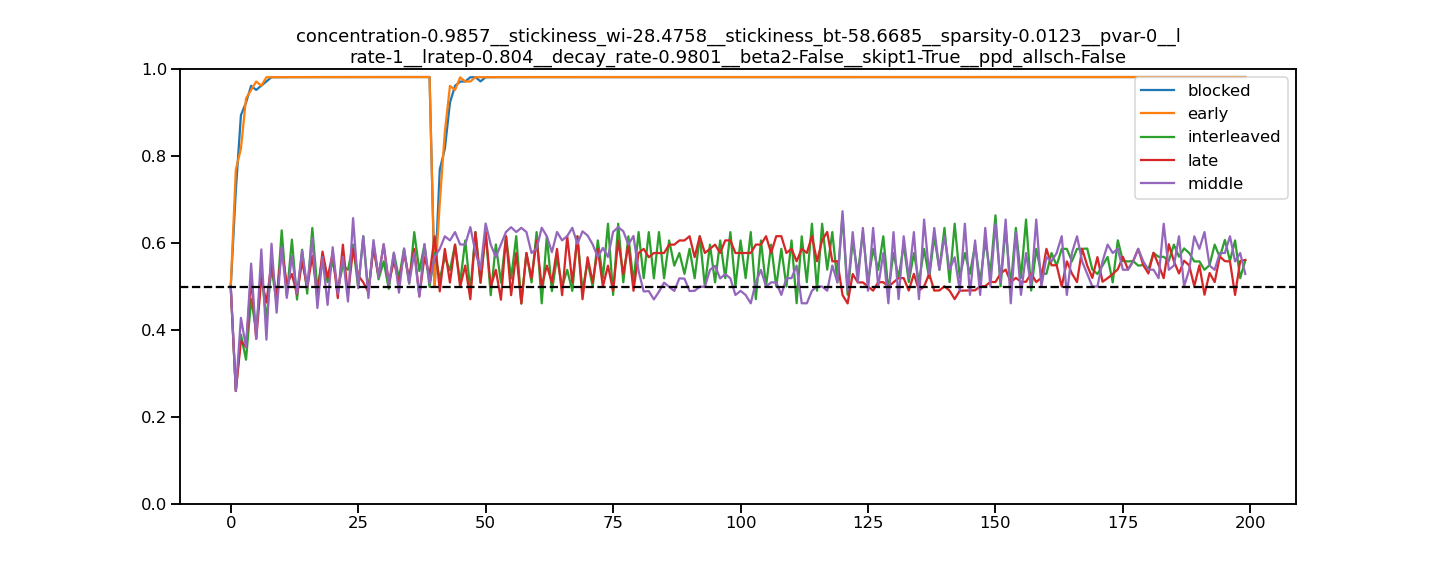 concentration-0.9857__stickiness_wi-28.4758__stickiness_bt-58.6685__sparsity-0.0123__pvar-0__l
rate-1__lratep-0.804__decay_rate-0.9801__beta2-False__skipt1-True__ppd_allsch-False
1.0
0.8
0.6
0.4
0.2
0.0
blocked
early
interleaved
late
middle
0 25 50 75 100 125 150 175 200